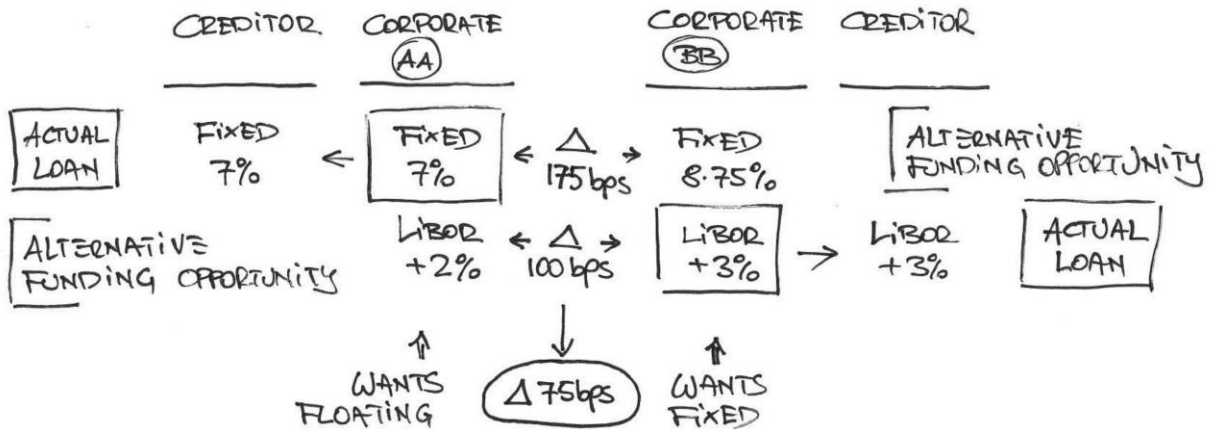 CREDITOR CORPORATE CORPORATE CREDITOR
AA BB
ACTUAL FIXED FIXED Δ FIXED ALTERNATIVE
LOAN 7% ← 7% ← 175bps → 8.75% FUNDING OPPORTUNITY
ALTERNATIVE LIBOR ← Δ → LIBOR LIBOR ACTUAL
FUNDING OPPORTUNITY +2% 100bps +3% → +3% LOAN
WANTS Δ 75bps WANTS
FLOATING FIXED